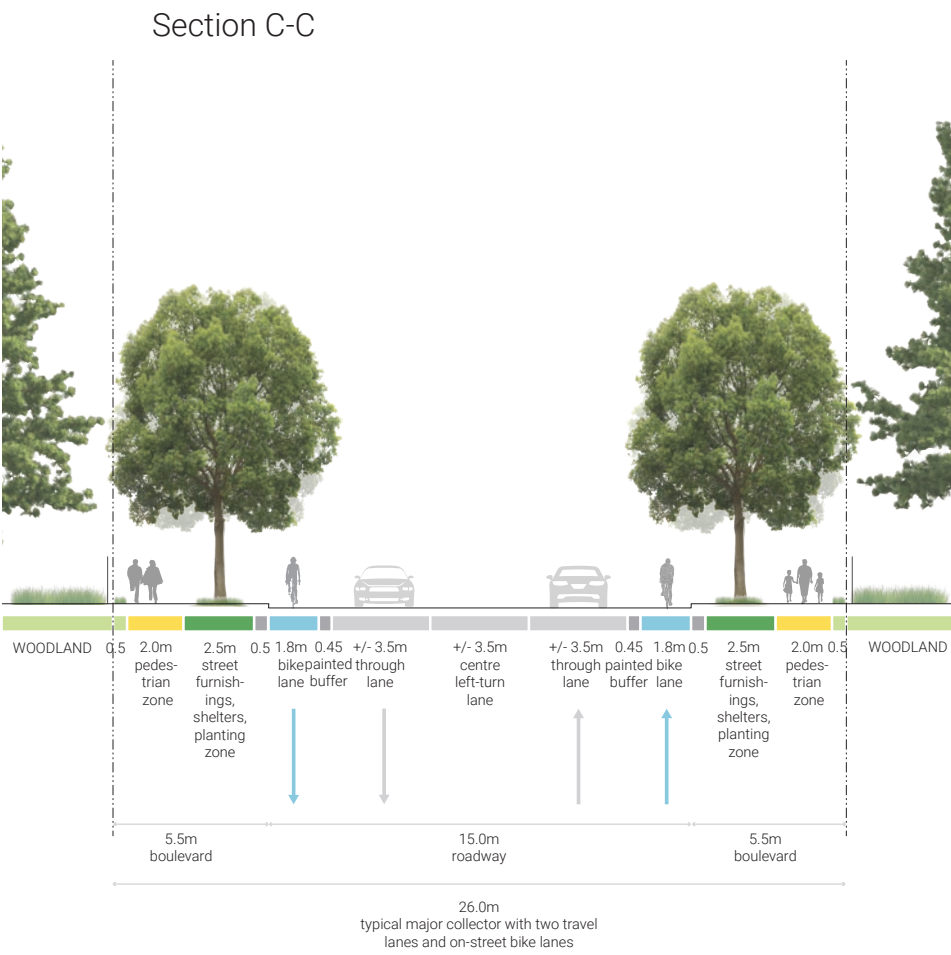 Section C-C
WOODLAND
0.5
2.0m
pedes-
trian
zone
2.5m
street
furnish-
ings,
shelters,
planting
zone
0.5
1.8m
bike
lane
0.45
painted
buffer
+/- 3.5m
through
lane
+/- 3.5m
centre
left-turn
lane
+/- 3.5m
through
lane
0.45
painted
buffer
1.8m
bike
lane
0.5
2.5m
street
furnish-
ings,
shelters,
planting
zone
2.0m
pedes-
trian
zone
0.5
WOODLAND
5.5m
boulevard
15.0m
roadway
5.5m
boulevard
26.0m
typical major collector with two travel
lanes and on-street bike lanes